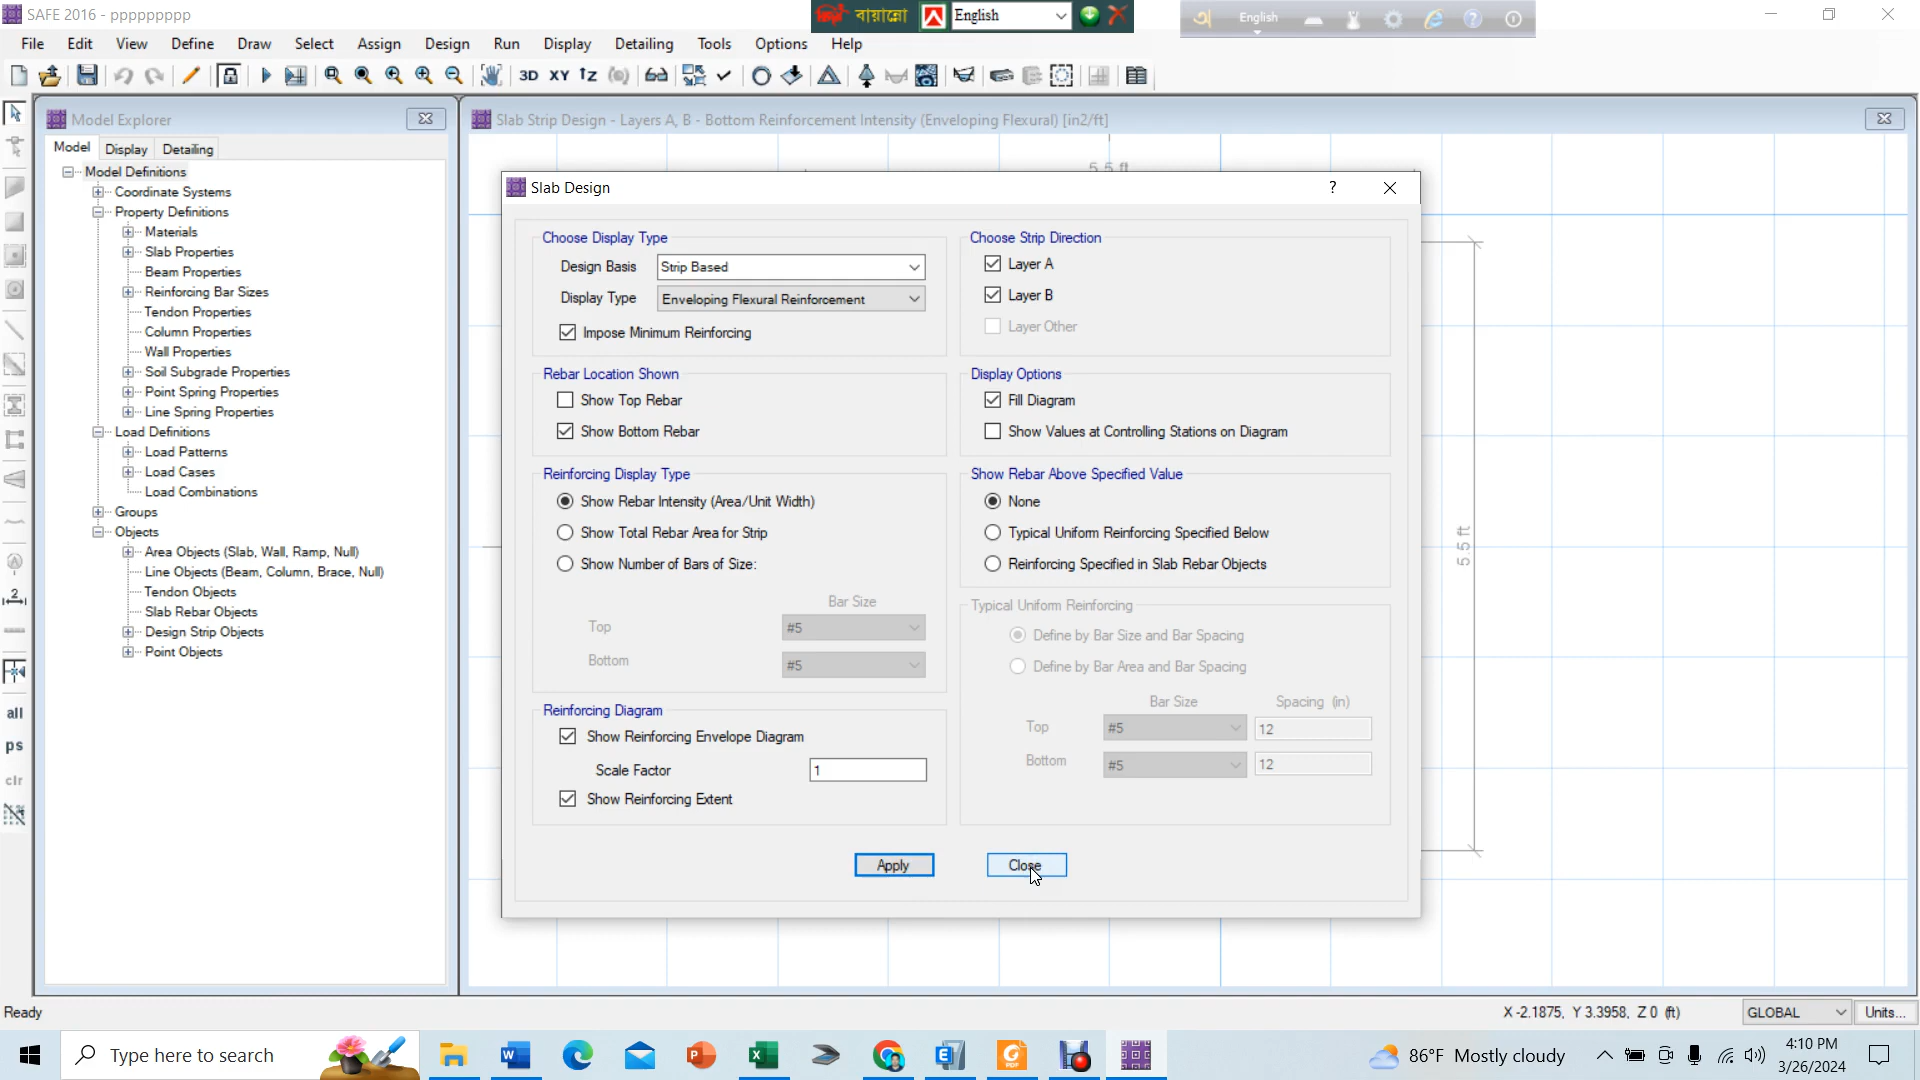 SAFE 2016 - ppppppppp
বায়ান্নো
English
English
File Edit View Define Draw Select Assign Design Run Display Detailing Tools Options Help
3D XY
Model Explorer
Slab Strip Design - Layers A, B - Bottom Reinforcement Intensity (Enveloping Flexural) [in2/ft]
Model Display Detailing
Model Definitions
Coordinate Systems
Property Definitions
Materials
Slab Properties
Beam Properties
Reinforcing Bar Sizes
Tendon Properties
Column Properties
Wall Properties
Soil Subgrade Properties
Point Spring Properties
Line Spring Properties
Load Definitions
Load Patterns
Load Cases
Load Combinations
Groups
Objects
Area Objects (Slab, Wall, Ramp, Null)
Line Objects (Beam, Column, Brace, Null)
Tendon Objects
Slab Rebar Objects
Design Strip Objects
Point Objects
all
ps
clr
5.5 ft
5.5 ft
Slab Design
?
Choose Display Type
Design Basis Strip Based
Display Type Enveloping Flexural Reinforcement
Impose Minimum Reinforcing
Rebar Location Shown
Show Top Rebar
Show Bottom Rebar
Reinforcing Display Type
Show Rebar Intensity (Area/Unit Width)
Show Total Rebar Area for Strip
Show Number of Bars of Size:
Bar Size
Top #5
Bottom #5
Reinforcing Diagram
Show Reinforcing Envelope Diagram
Scale Factor 1
Show Reinforcing Extent
Choose Strip Direction
Layer A
Layer B
Layer Other
Display Options
Fill Diagram
Show Values at Controlling Stations on Diagram
Show Rebar Above Specified Value
None
Typical Uniform Reinforcing Specified Below
Reinforcing Specified in Slab Rebar Objects
Typical Uniform Reinforcing
Define by Bar Size and Bar Spacing
Define by Bar Area and Bar Spacing
Bar Size Spacing (in)
Top #5 12
Bottom #5 12
Apply Close
Ready
X -2.1875, Y 3.3958, Z 0 (ft)
GLOBAL
Units...
Type here to search
86°F Mostly cloudy
4:10 PM
3/26/2024